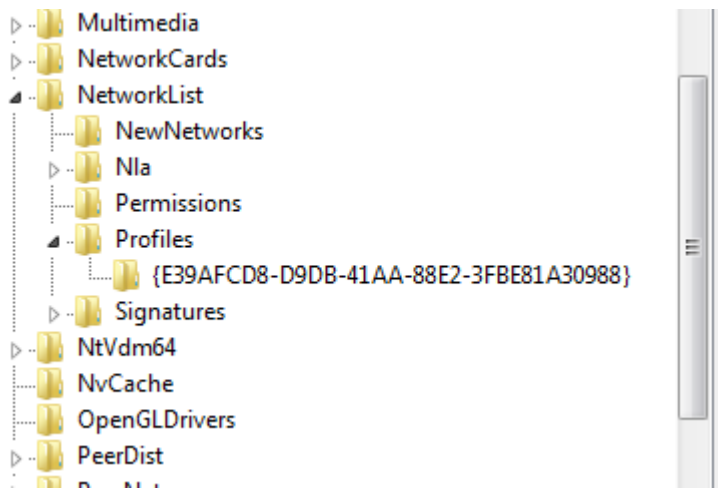 Multimedia
NetworkCards
NetworkList
NewNetworks
Nla
Permissions
Profiles
{E39AFCD8-D9DB-41AA-88E2-3FBE81A30988}
Signatures
NtVdm64
NvCache
OpenGLDrivers
PeerDist